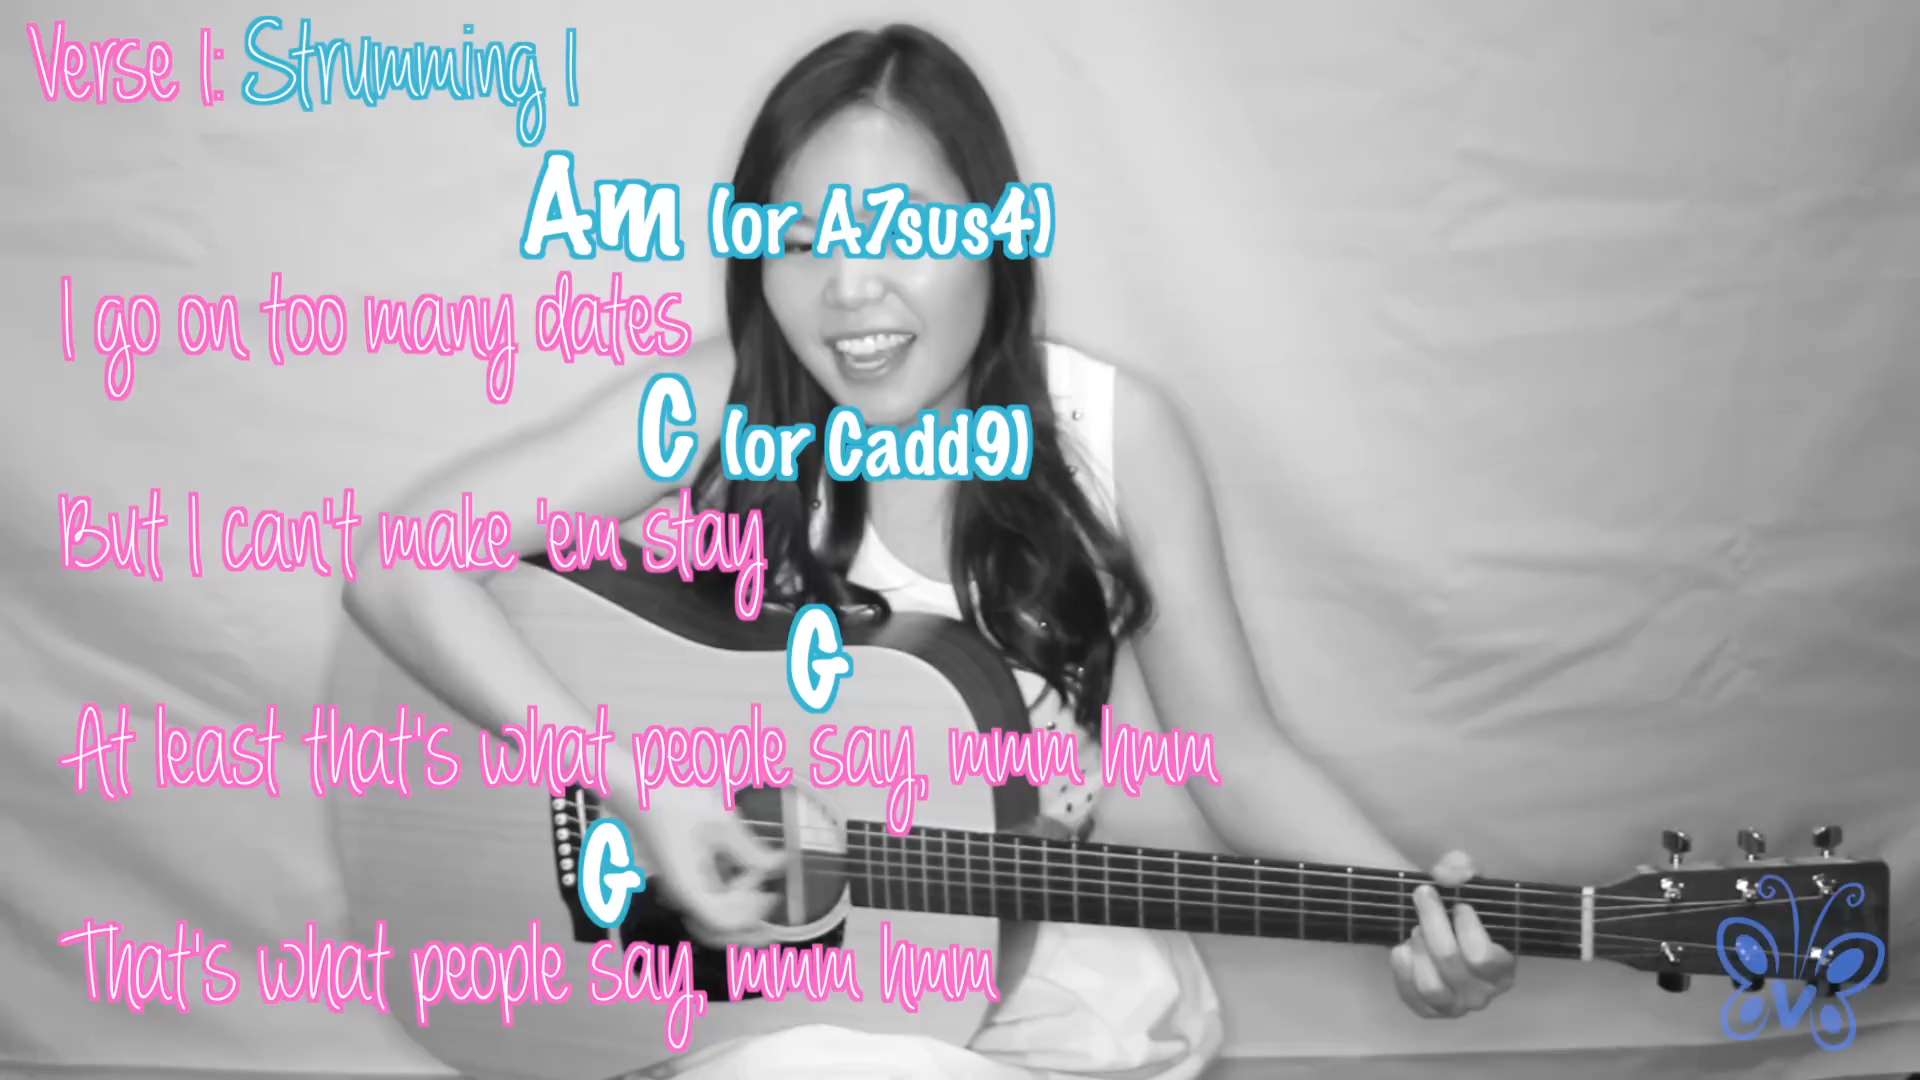 Verse 1: Strumming 1
Am (or A7sus4)
I go on too many dates
C (or Cadd9)
But I can't make 'em stay
G
At least that's what people say, mmm hmm
G
That's what people say, mmm hmm
V